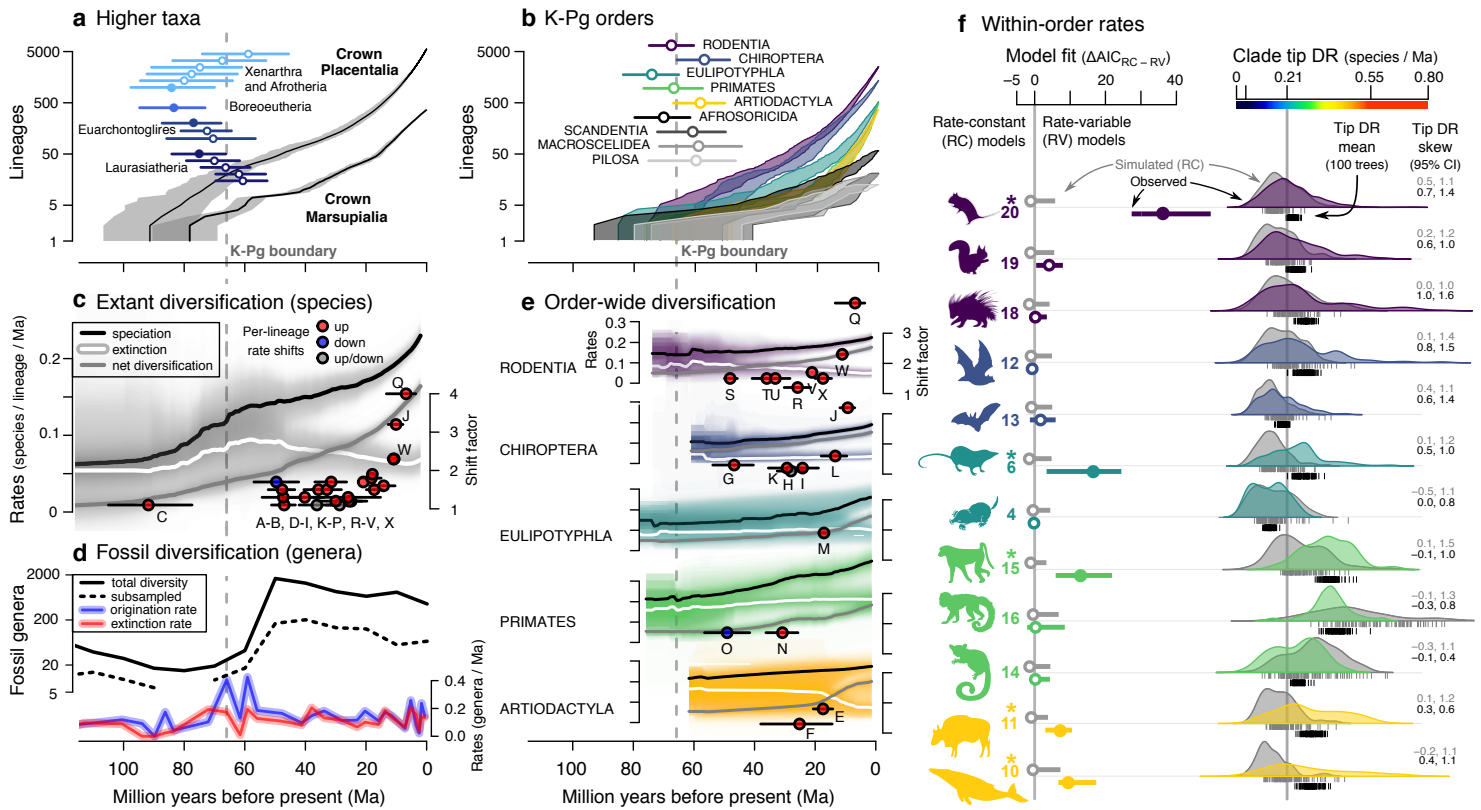 a Higher taxa
5000
500
50
5
1
Lineages
Crown
Placentalia
Xenarthra
and Afrotheria
Boreoeutheria
Euarchontoglires
Laurasiatheria
Crown
Marsupialia
K-Pg boundary
b K-Pg orders
5000
500
50
5
1
Lineages
RODENTIA
CHIROPTERA
EULIPOTYPHLA
PRIMATES
ARTIODACTYLA
AFROSORICIDA
SCANDENTIA
MACROSCELIDEA
PILOSA
K-Pg boundary
c Extant diversification (species)
speciation
extinction
net diversification
Per-lineage
rate shifts
up
down
up/down
Rates (species / lineage / Ma)
0.2
0.1
0
Shift factor
4
3
2
1
Q
J
W
C
A-B, D-I, K-P, R-V, X
d Fossil diversification (genera)
total diversity
subsampled
origination rate
extinction rate
Fossil genera
2000
200
20
5
Rates (genera / Ma)
0.4
0.2
0.0
100 80 60 40 20 0
Million years before present (Ma)
e Order-wide diversification
Q
Rates
0.3
0.2
0.1
0
Shift factor
3
2
1
RODENTIA
S T U R V X W
CHIROPTERA
J
G K H I L
EULIPOTYPHLA
M
PRIMATES
O N
ARTIODACTYLA
E
F
100 80 60 40 20 0
Million years before present (Ma)
f Within-order rates
Model fit (ΔAICRC – RV)
−5 0 20 40
Clade tip DR (species / Ma)
0 0.21 0.55 0.80
Rate-constant
(RC) models
Rate-variable
(RV) models
Tip DR
mean
(100 trees)
Tip DR
skew
(95% CI)
Simulated (RC)
Observed
*
20
0.5, 1.1
0.7, 1.4
19
0.2, 1.2
0.6, 1.0
18
0.0, 1.0
1.0, 1.6
12
0.1, 1.4
0.8, 1.5
13
0.4, 1.1
0.6, 1.4
*
6
0.1, 1.2
0.5, 1.0
4
−0.5, 1.1
0.0, 0.8
*
15
0.1, 1.5
−0.1, 1.0
16
−0.1, 1.3
−0.3, 0.8
14
−0.3, 1.1
−0.1, 0.4
*
11
0.1, 1.2
0.3, 0.6
*
10
−0.2, 1.1
0.4, 1.1